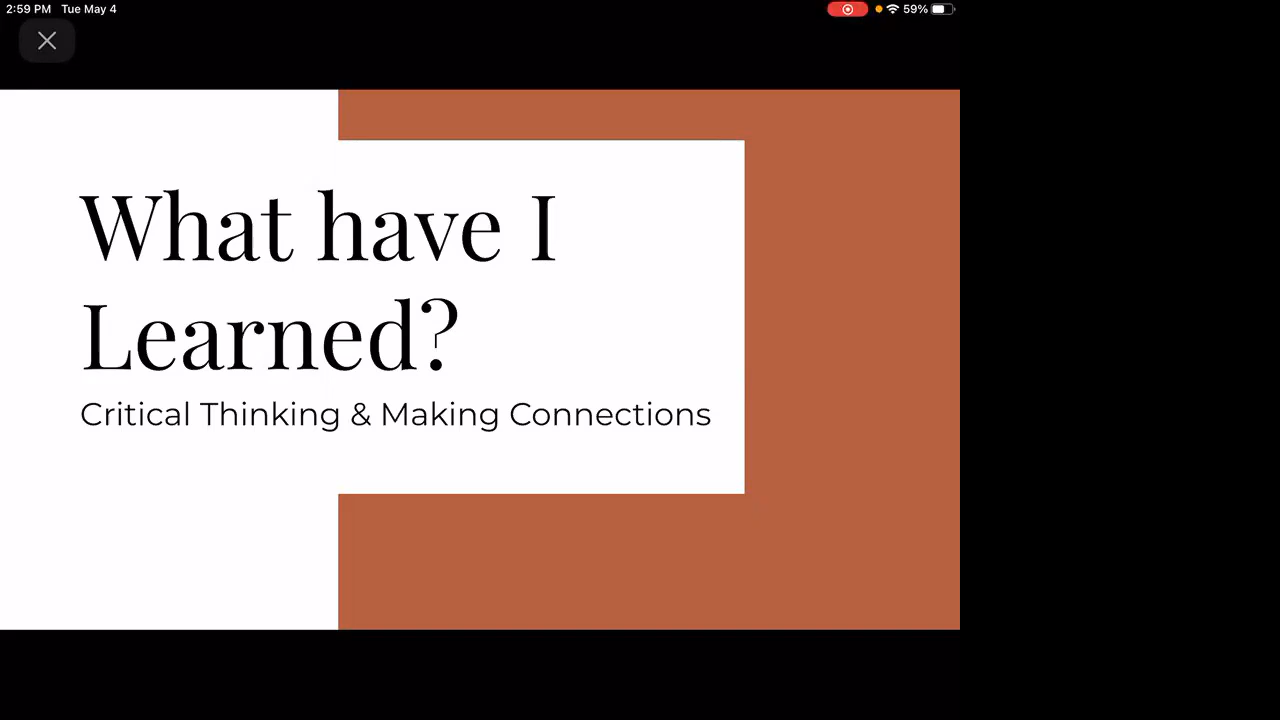 2:59 PM Tue May 4
59%
What have I
Learned?
Critical Thinking & Making Connections